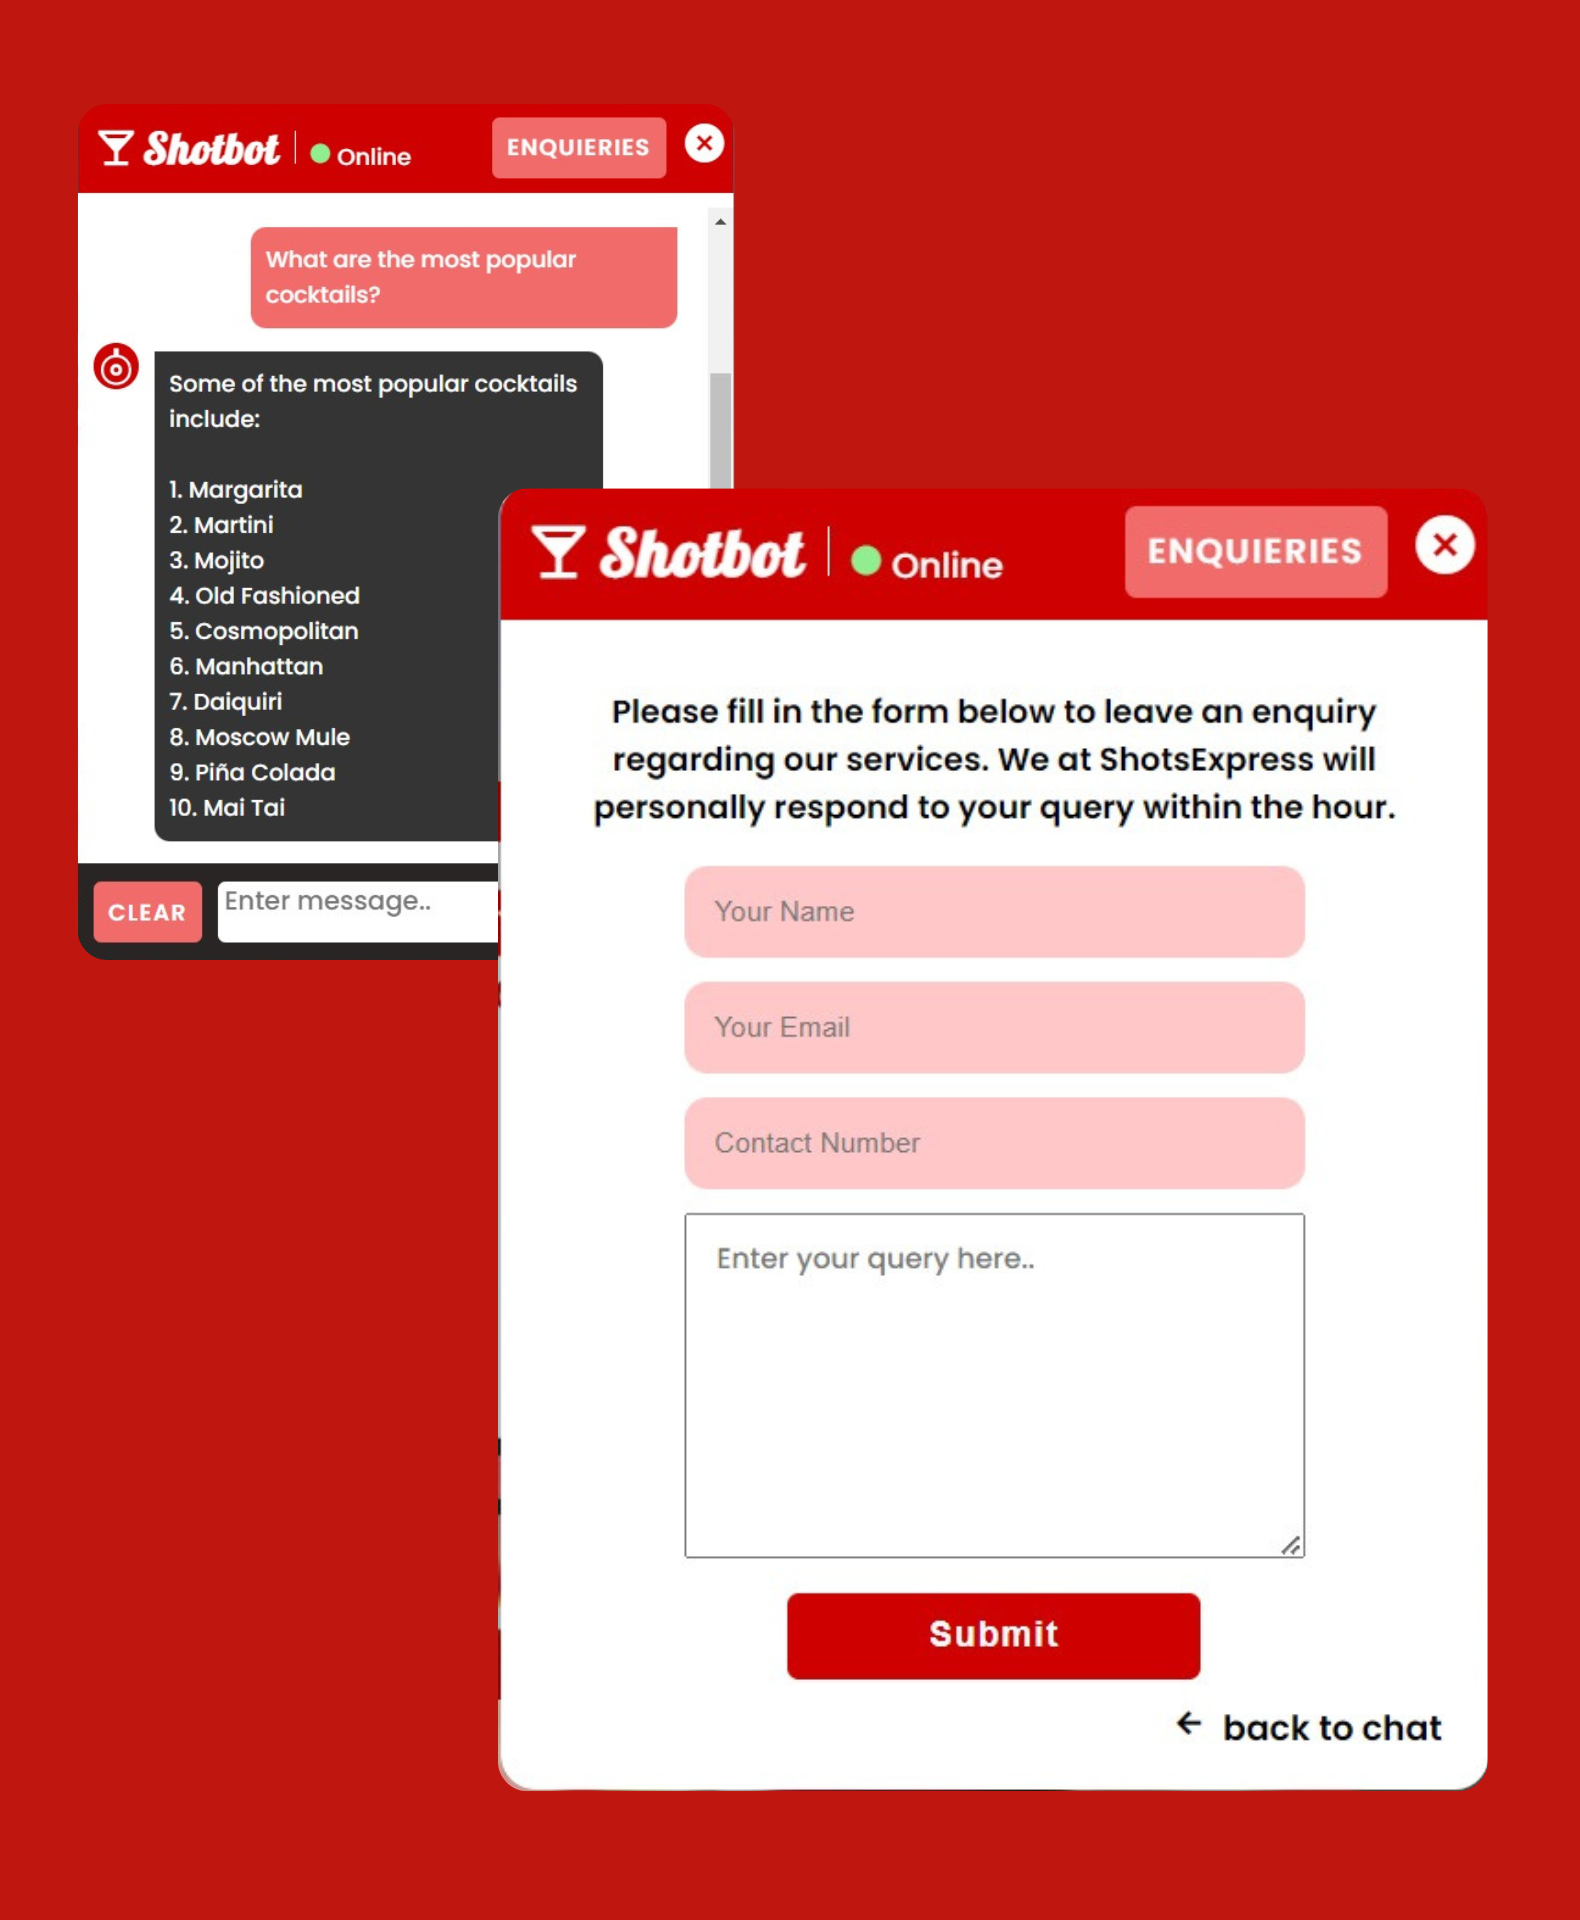 Shotbot
Online
ENQUIERIES
What are the most popular
cocktails?
Some of the most popular cocktails
include:
1. Margarita
2. Martini
3. Mojito
4. Old Fashioned
5. Cosmopolitan
6. Manhattan
7. Daiquiri
8. Moscow Mule
9. Piña Colada
10. Mai Tai
CLEAR
Enter message..
Shotbot
Online
ENQUIERIES
Please fill in the form below to leave an enquiry
regarding our services. We at ShotsExpress will
personally respond to your query within the hour.
Your Name
Your Email
Contact Number
Enter your query here..
Submit
← back to chat